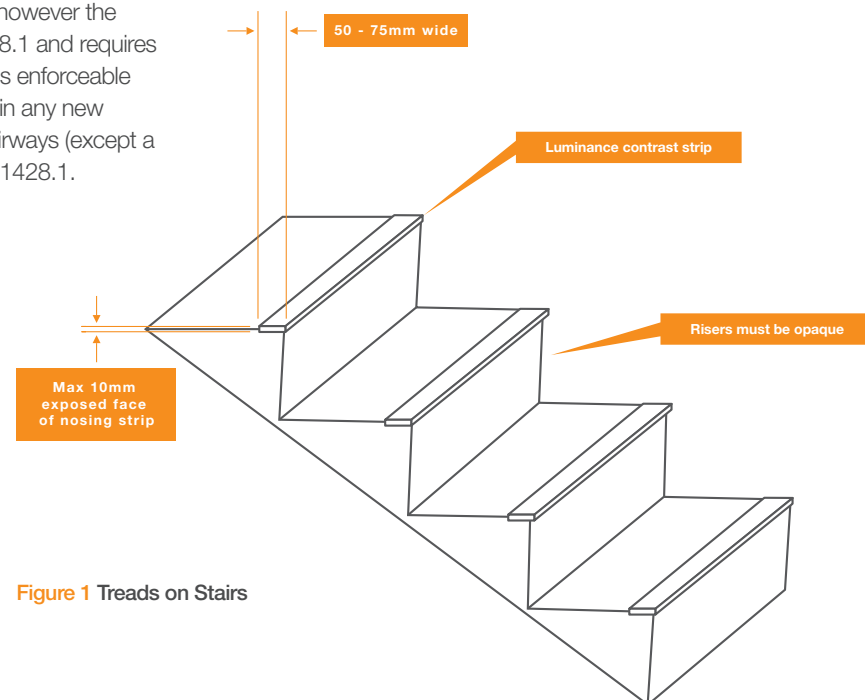 however the
8.1 and requires
s enforceable
in any new
irways (except a
1428.1.
50 - 75mm wide
Luminance contrast strip
Risers must be opaque
Max 10mm
exposed face
of nosing strip
Figure 1 Treads on Stairs